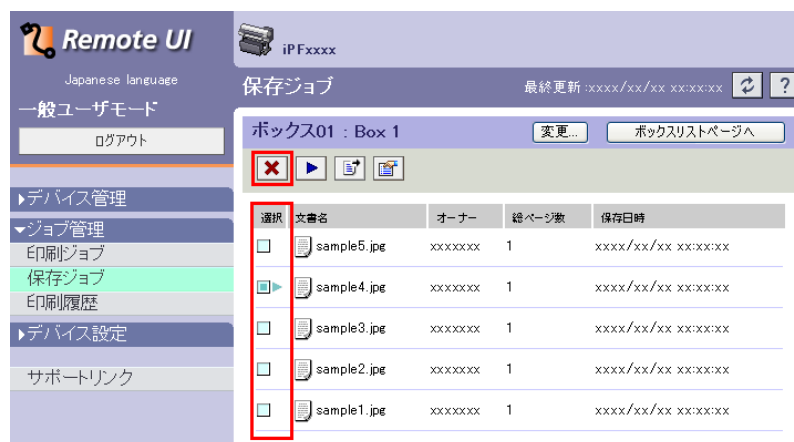 Remote UI
iPFxxxx
Japanese language
一般ユーザモード
ログアウト
▶デバイス管理
▼ジョブ管理
印刷ジョブ
保存ジョブ
印刷履歴
▶デバイス設定
サポートリンク
保存ジョブ
最終更新 :xxxx/xx/xx xx:xx:xx
?
ボックス01 : Box 1
変更...
ボックスリストページへ
選択 文書名 オーナー 総ページ数 保存日時
sample5.jpg xxxxxxx 1 xxxx/xx/xx xx:xx:xx
sample4.jpg xxxxxxx 1 xxxx/xx/xx xx:xx:xx
sample3.jpg xxxxxxx 1 xxxx/xx/xx xx:xx:xx
sample2.jpg xxxxxxx 1 xxxx/xx/xx xx:xx:xx
sample1.jpg xxxxxxx 1 xxxx/xx/xx xx:xx:xx